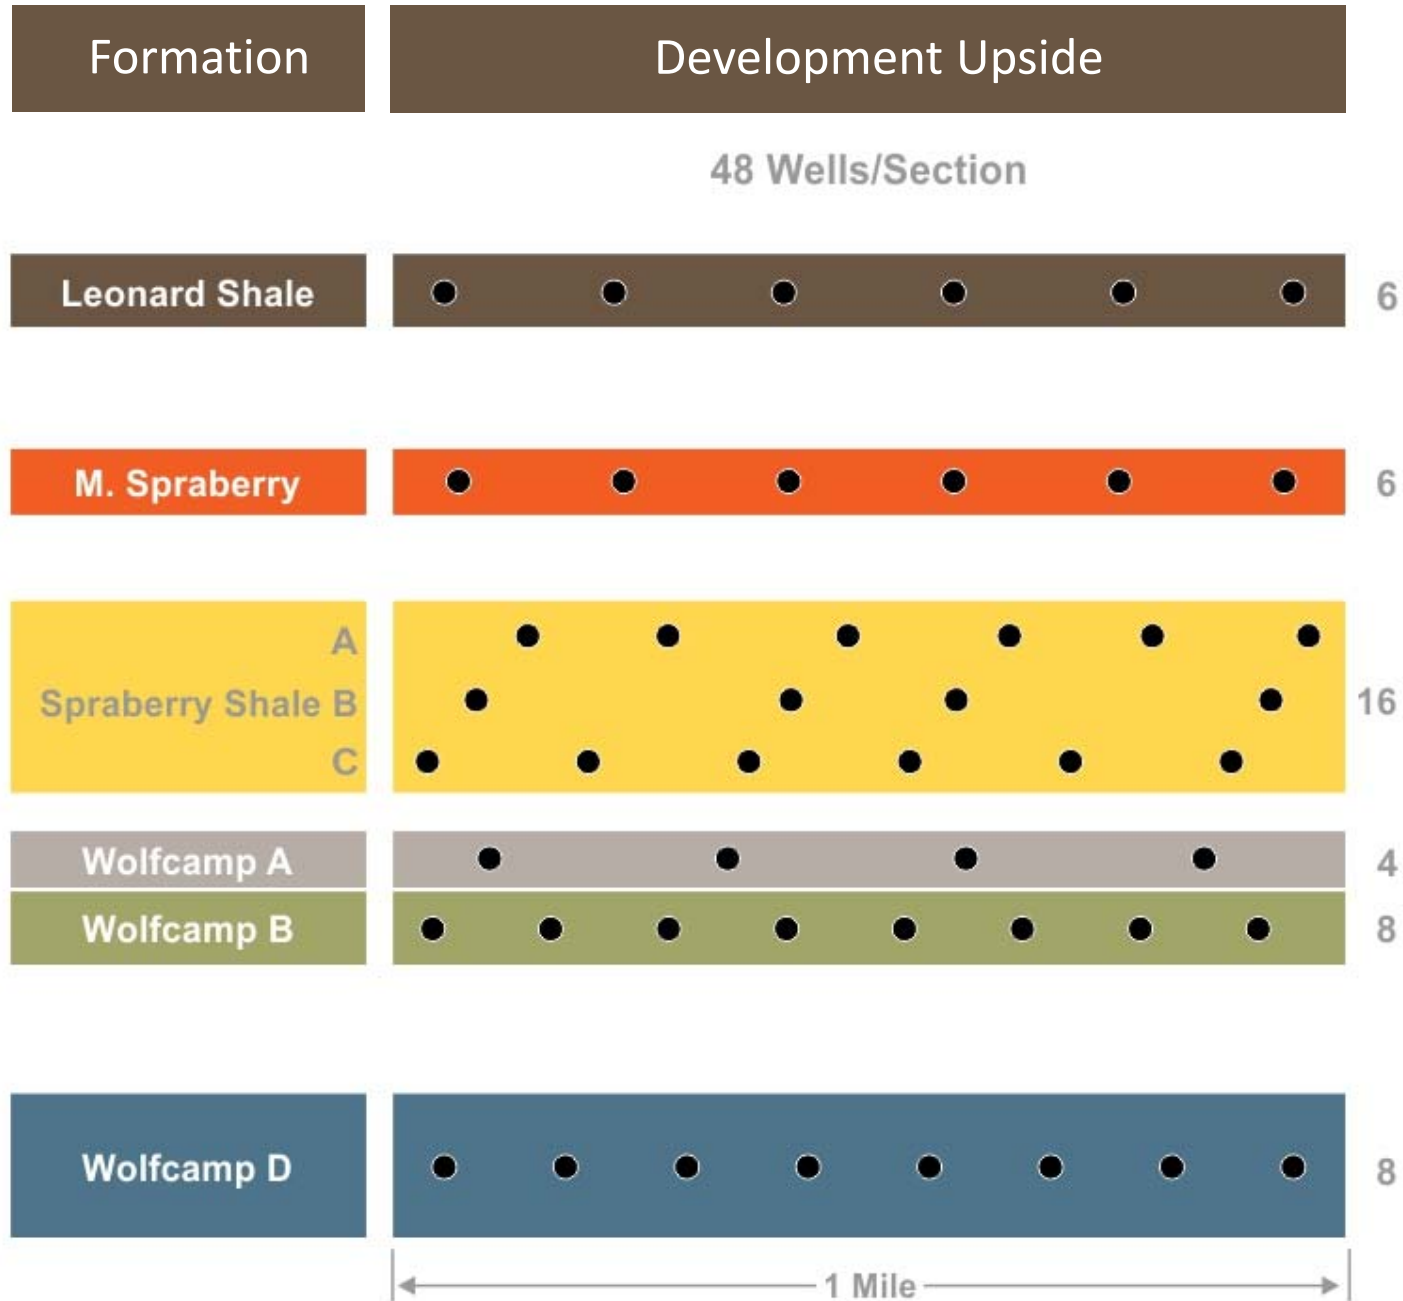 Formation
Development Upside
48 Wells/Section
Leonard Shale
6
M. Spraberry
6
A
Spraberry Shale B
16
C
Wolfcamp A
4
Wolfcamp B
8
Wolfcamp D
8
1 Mile